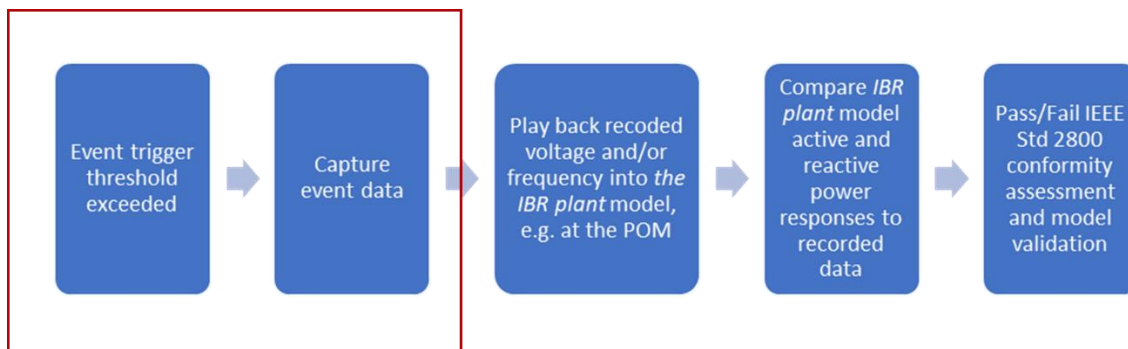 Event trigger
threshold
exceeded
Capture
event data
Play back recoded
voltage and/or
frequency into the
IBR plant model,
e.g. at the POM
Compare IBR
plant model
active and
reactive
power
responses to
recorded
data
Pass/Fail IEEE
Std 2800
conformity
assessment
and model
validation